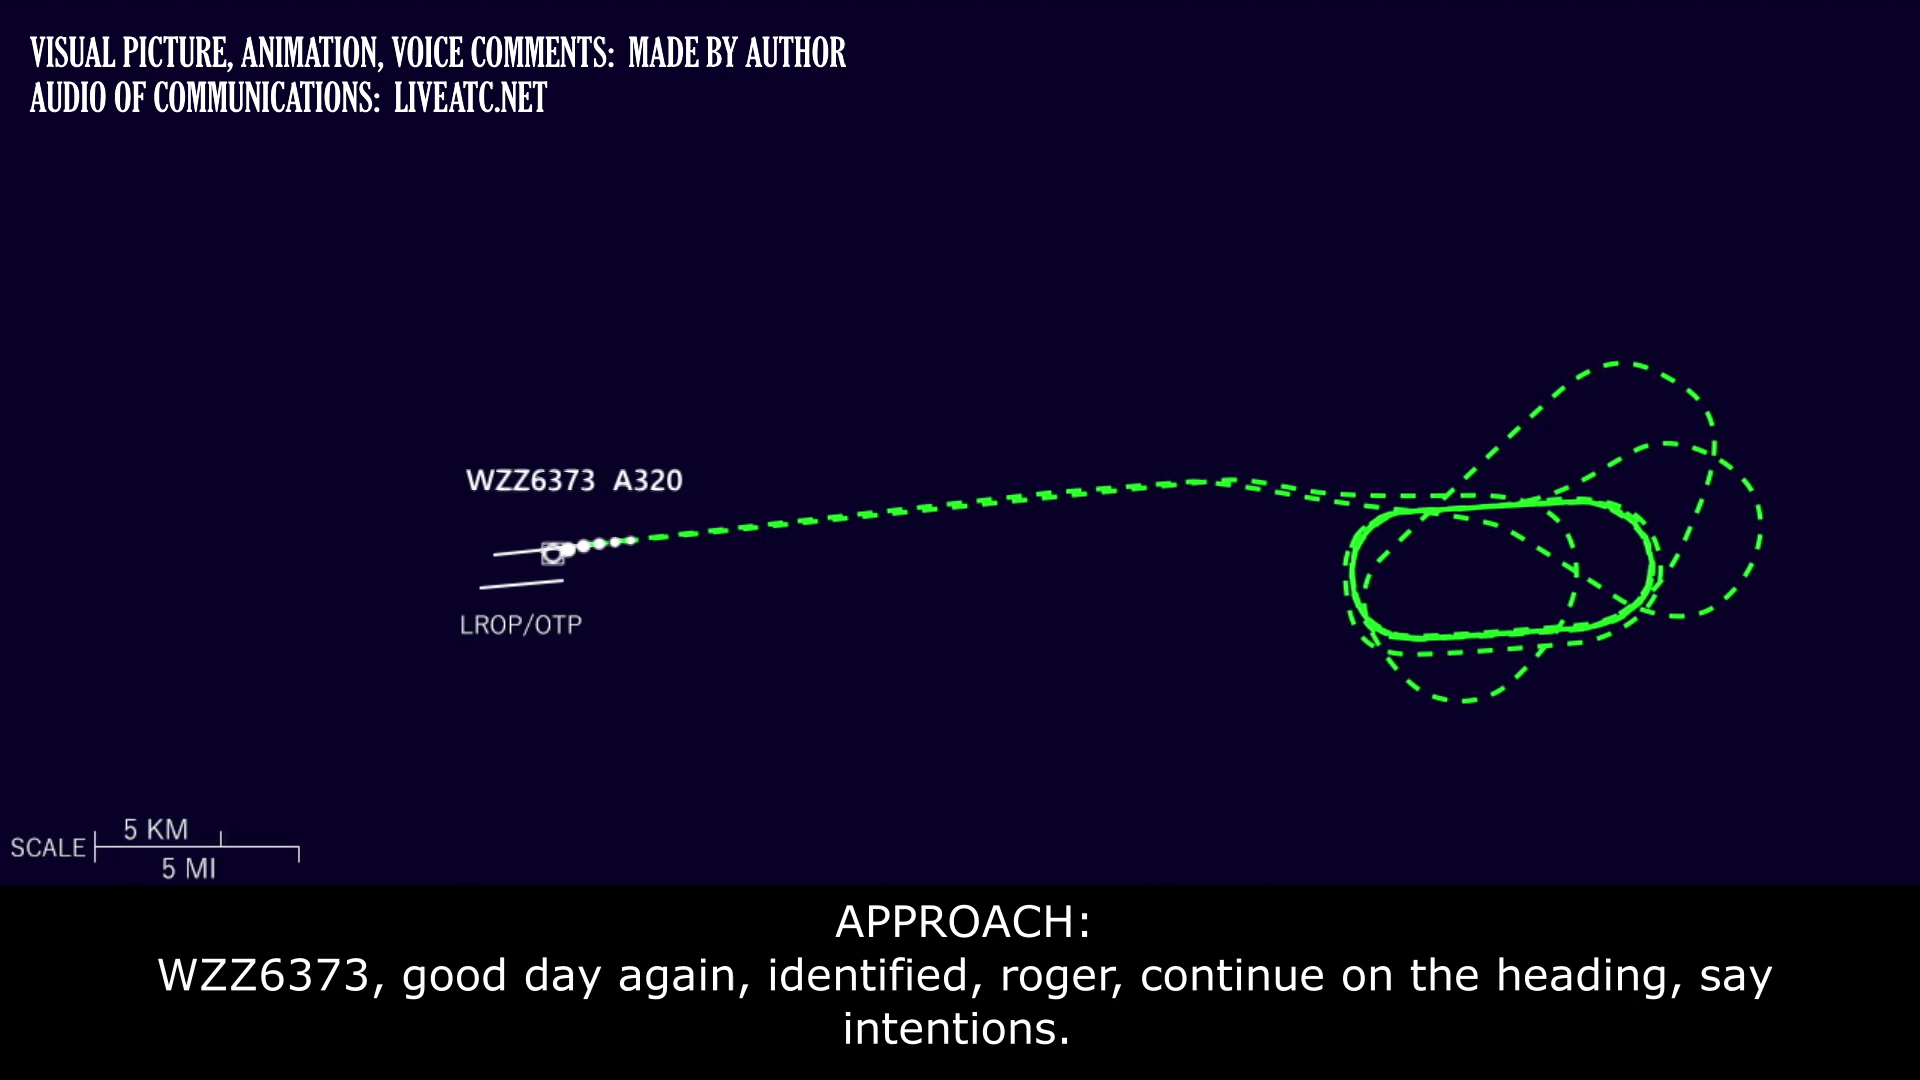 VISUAL PICTURE, ANIMATION, VOICE COMMENTS: MADE BY AUTHOR
AUDIO OF COMMUNICATIONS: LIVEATC.NET
WZZ6373 A320
LROP/OTP
5 KM
SCALE
5 MI
APPROACH:
WZZ6373, good day again, identified, roger, continue on the heading, say
intentions.